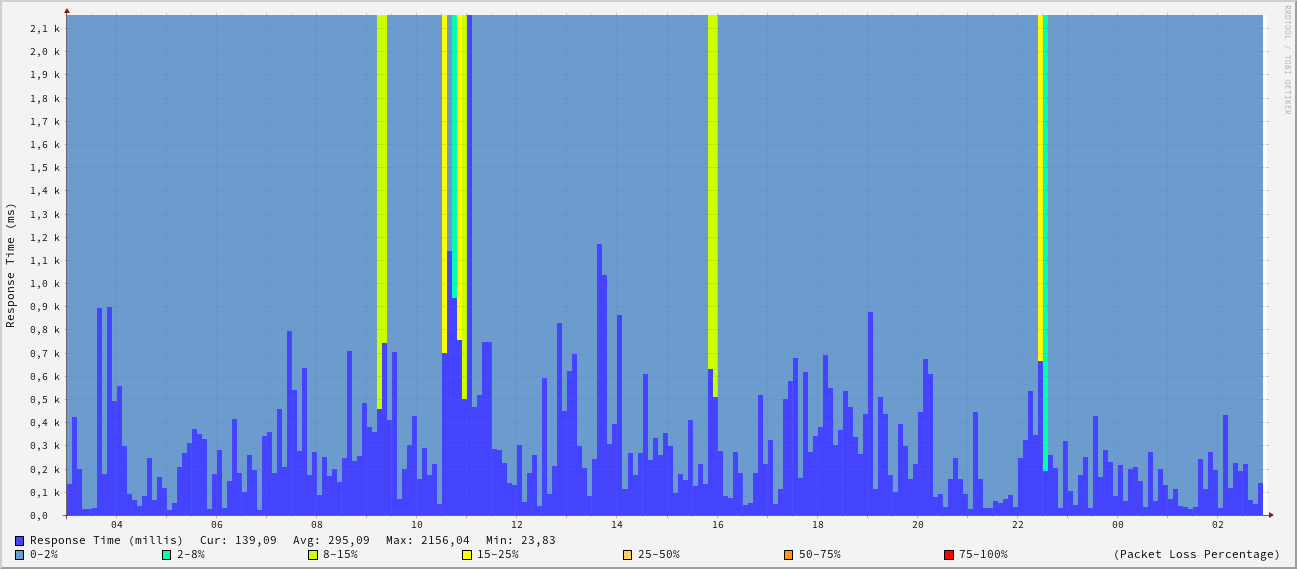 RRDTOOL / TOBI OETIKER
Response Time (ms)
2,1 k
2,0 k
1,9 k
1,8 k
1,7 k
1,6 k
1,5 k
1,4 k
1,3 k
1,2 k
1,1 k
1,0 k
0,9 k
0,8 k
0,7 k
0,6 k
0,5 k
0,4 k
0,3 k
0,2 k
0,1 k
0,0
04 06 08 10 12 14 16 18 20 22 00 02
Response Time (millis) Cur: 139,09 Avg: 295,09 Max: 2156,04 Min: 23,83
0-2% 2-8% 8-15% 15-25% 25-50% 50-75% 75-100% (Packet Loss Percentage)